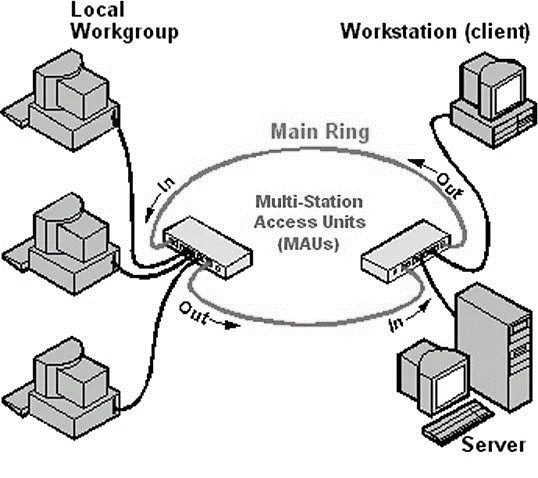 Local
Workgroup
Workstation (client)
Main Ring
In
Out
Multi-Station
Access Units
(MAUs)
Out
In
Server